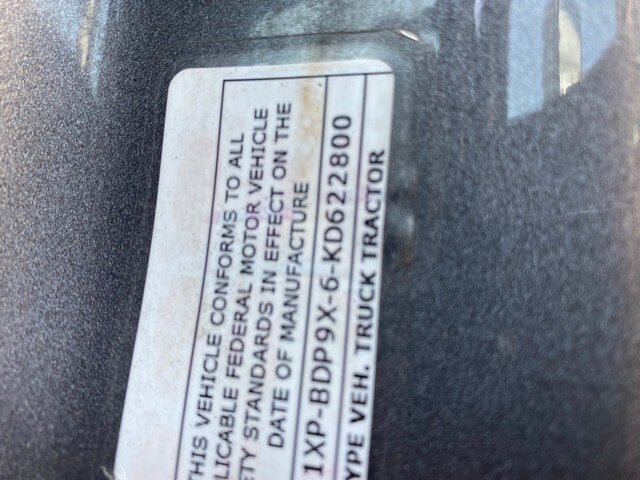 THIS VEHICLE CONFORMS TO ALL
LICABLE FEDERAL MOTOR VEHICLE
ETY STANDARDS IN EFFECT ON THE
DATE OF MANUFACTURE
1XP-BDP9X-6-KD622800
YPE VEH. TRUCK TRACTOR